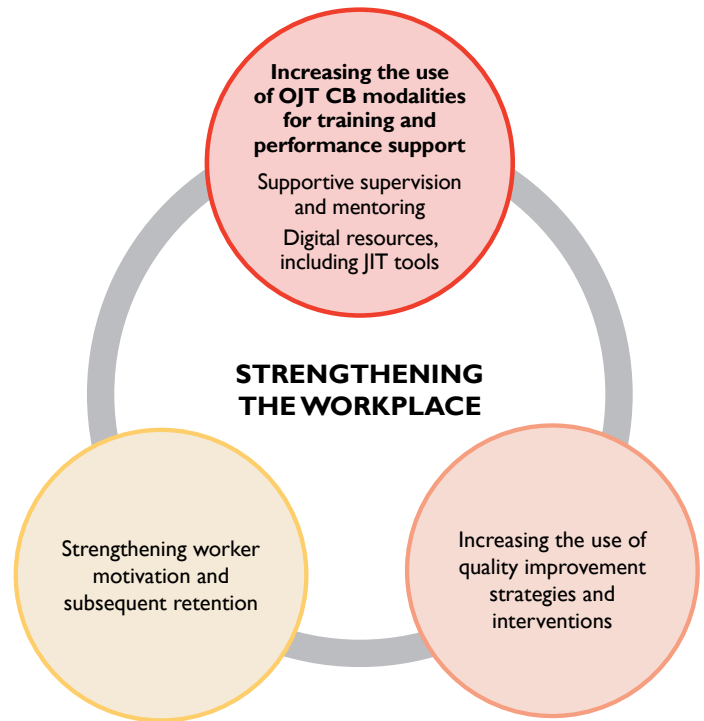 Increasing the use
of OJT CB modalities
for training and
performance support
Supportive supervision
and mentoring
Digital resources,
including JIT tools
STRENGTHENING
THE WORKPLACE
Strengthening worker
motivation and
subsequent retention
Increasing the use of
quality improvement
strategies and
interventions